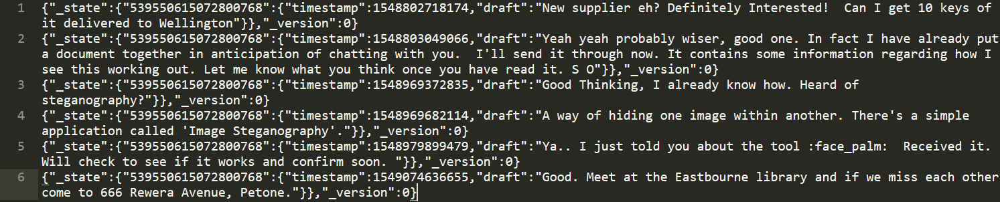 1 {"_state":{"539550615072800768":{"timestamp":1548802718174,"draft":"New supplier eh? Definitely Interested!  Can I get 10 keys of
it delivered to Wellington"}},"_version":0}
2 {"_state":{"539550615072800768":{"timestamp":1548803049066,"draft":"Yeah yeah probably wiser, good one. In fact I have already put
a document together in anticipation of chatting with you.  I'll send it through now. It contains some information regarding how I
see this working out. Let me know what you think once you have read it. S O"}},"_version":0}
3 {"_state":{"539550615072800768":{"timestamp":1548969372835,"draft":"Good Thinking, I already know how. Heard of
steganography?"}},"_version":0}
4 {"_state":{"539550615072800768":{"timestamp":1548969682114,"draft":"A way of hiding one image within another. There's a simple
application called 'Image Steganography'."}},"_version":0}
5 {"_state":{"539550615072800768":{"timestamp":1548979899479,"draft":"Ya.. I just told you about the tool :face_palm:  Received it.
Will check to see if it works and confirm soon. "}},"_version":0}
6 {"_state":{"539550615072800768":{"timestamp":1549074636655,"draft":"Good. Meet at the Eastbourne library and if we miss each other
come to 666 Rewera Avenue, Petone."}},"_version":0}